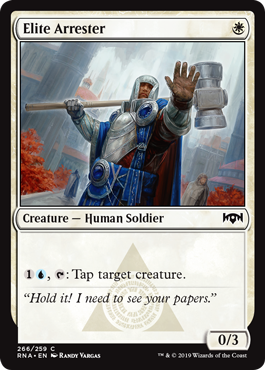 Elite Arrester
Creature — Human Soldier
1, : Tap target creature.
“Hold it! I need to see your papers.”
0/3
266/259 C
RNA • EN Randy Vargas
™ & © 2019 Wizards of the Coast